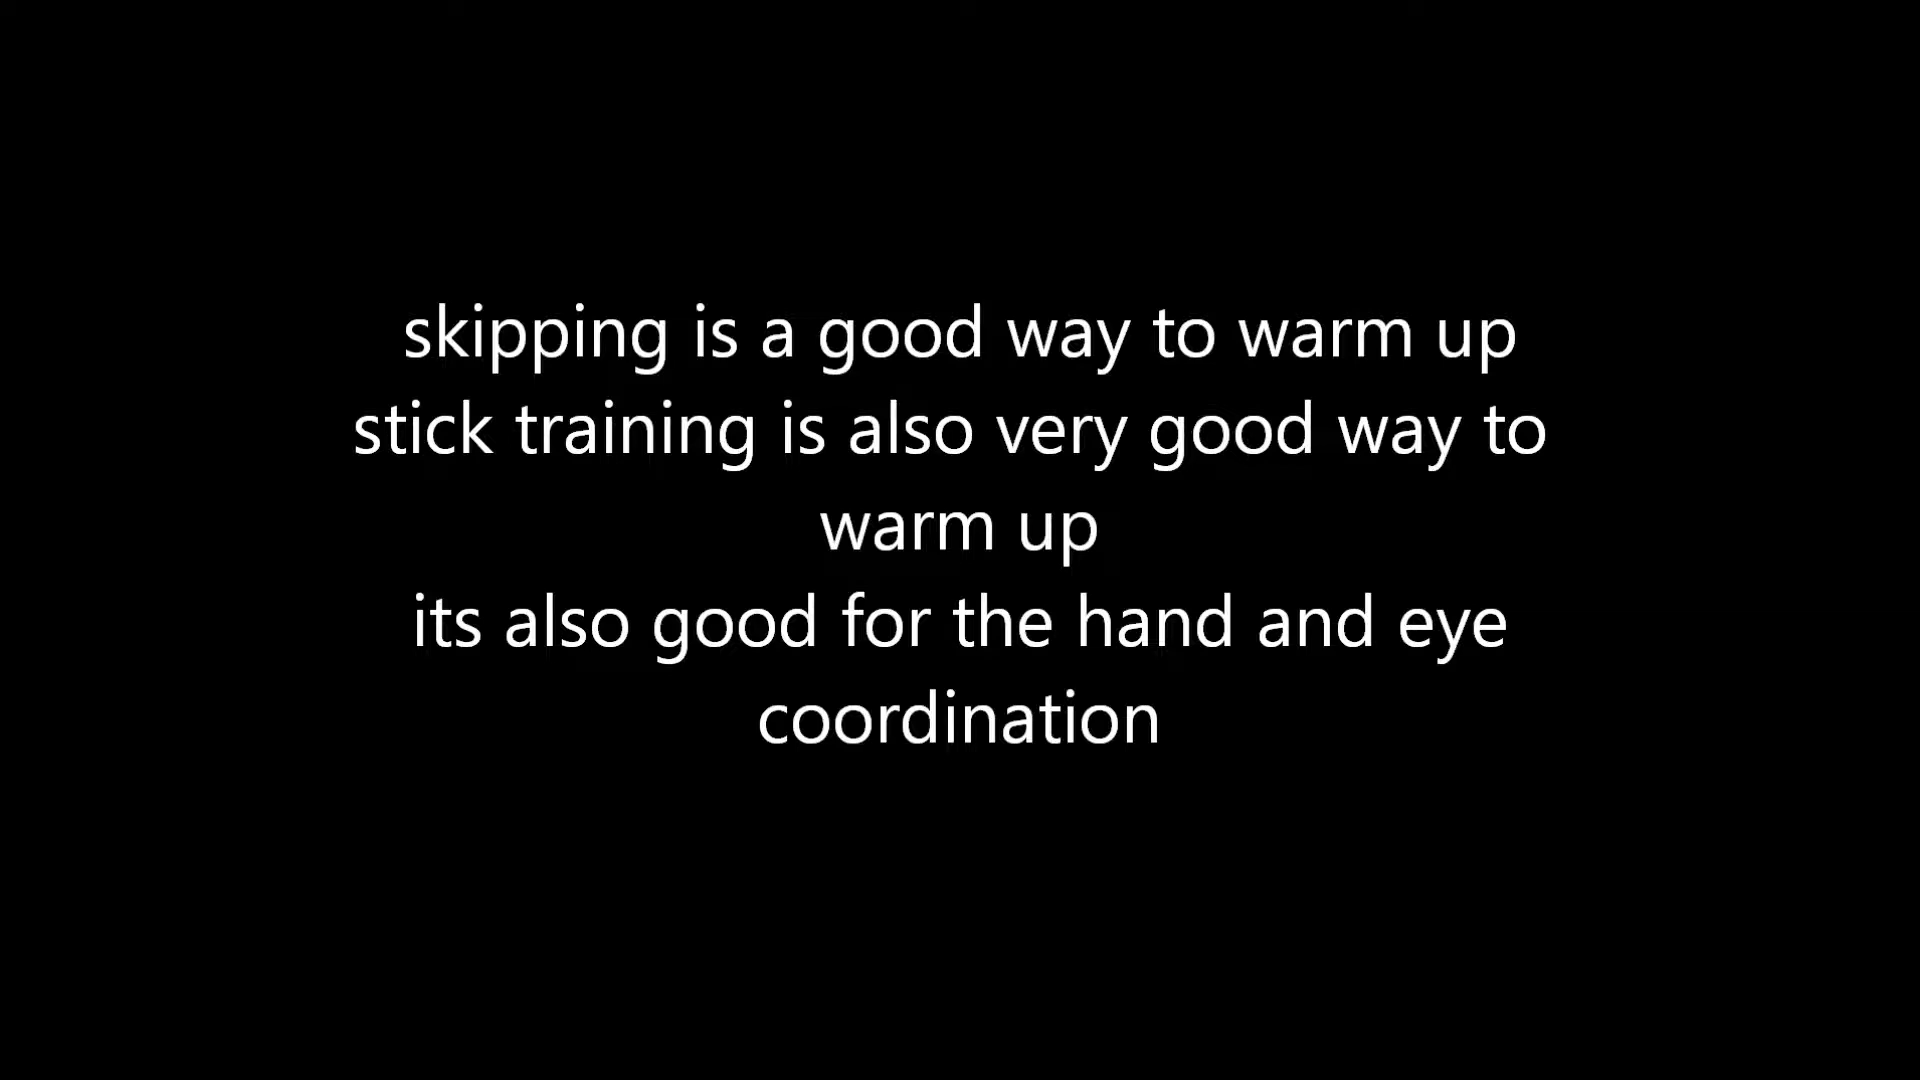 skipping is a good way to warm up
stick training is also very good way to
warm up
its also good for the hand and eye
coordination